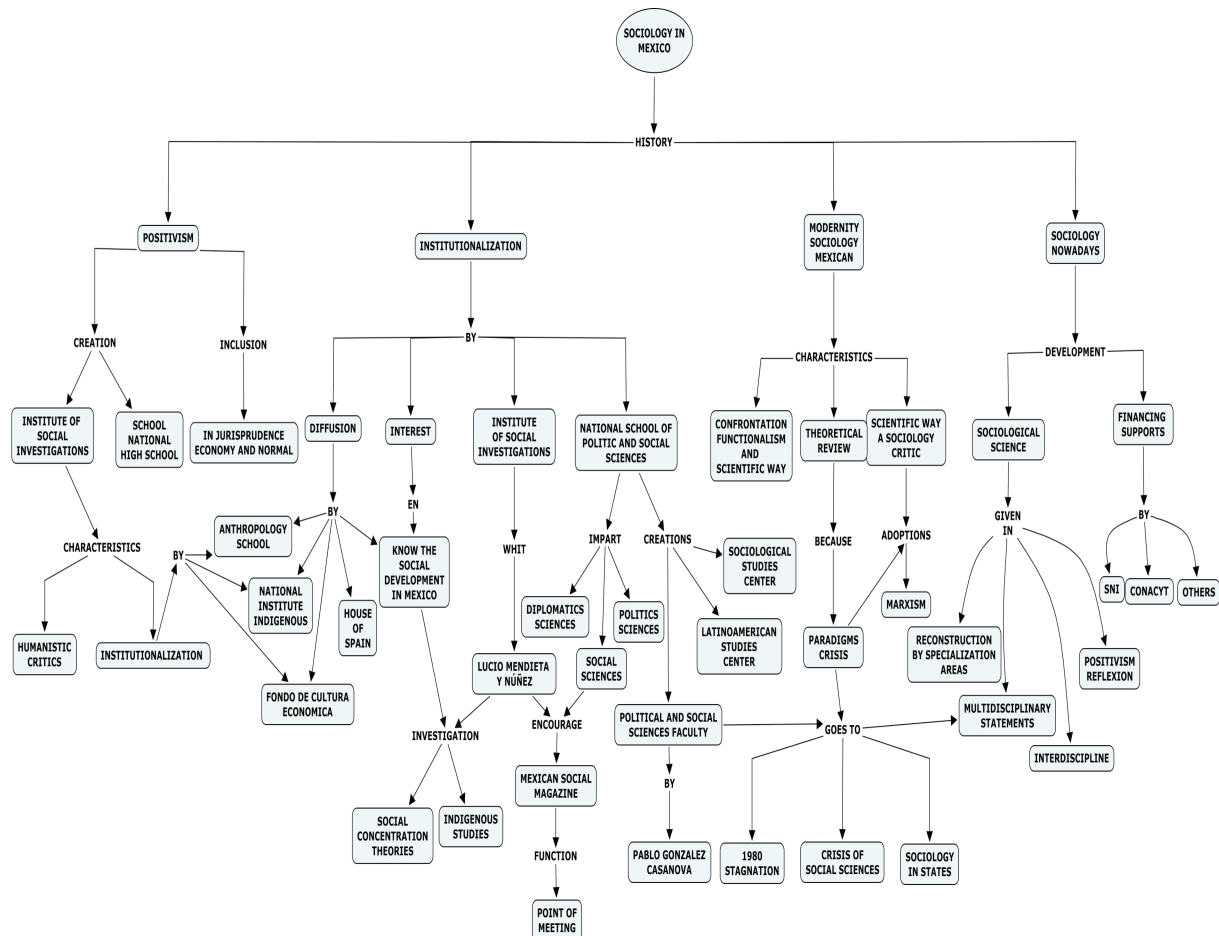 SOCIOLOGY IN
MEXICO
HISTORY
POSITIVISM
INSTITUTIONALIZATION
MODERNITY
SOCIOLOGY
MEXICAN
SOCIOLOGY
NOWADAYS
CREATION
INCLUSION
BY
CHARACTERISTICS
DEVELOPMENT
INSTITUTE OF
SOCIAL
INVESTIGATIONS
SCHOOL
NATIONAL
HIGH SCHOOL
IN JURISPRUDENCE
ECONOMY AND NORMAL
DIFFUSION
INTEREST
INSTITUTE
OF SOCIAL
INVESTIGATIONS
NATIONAL SCHOOL OF
POLITIC AND SOCIAL
SCIENCES
CONFRONTATION
FUNCTIONALISM
AND
SCIENTIFIC WAY
THEORETICAL
REVIEW
SCIENTIFIC WAY
A SOCIOLOGY
CRITIC
SOCIOLOGICAL
SCIENCE
FINANCING
SUPPORTS
CHARACTERISTICS
BY
ANTHROPOLOGY
SCHOOL
BY
EN
WHIT
IMPART
CREATIONS
BECAUSE
ADOPTIONS
GIVEN
IN
BY
NATIONAL
INSTITUTE
INDIGENOUS
HOUSE
OF
SPAIN
KNOW THE
SOCIAL
DEVELOPMENT
IN MEXICO
DIPLOMATICS
SCIENCES
POLITICS
SCIENCES
SOCIOLOGICAL
STUDIES
CENTER
MARXISM
SNI
CONACYT
OTHERS
HUMANISTIC
CRITICS
INSTITUTIONALIZATION
FONDO DE CULTURA
ECONOMICA
LUCIO MENDIETA
Y NÚÑEZ
SOCIAL
SCIENCES
LATINOAMERICAN
STUDIES
CENTER
PARADIGMS
CRISIS
RECONSTRUCTION
BY SPECIALIZATION
AREAS
POSITIVISM
REFLEXION
INVESTIGATION
ENCOURAGE
POLITICAL AND SOCIAL
SCIENCES FACULTY
GOES TO
MULTIDISCIPLINARY
STATEMENTS
INTERDISCIPLINE
SOCIAL
CONCENTRATION
THEORIES
INDIGENOUS
STUDIES
MEXICAN SOCIAL
MAGAZINE
BY
FUNCTION
PABLO GONZALEZ
CASANOVA
1980
STAGNATION
CRISIS OF
SOCIAL SCIENCES
SOCIOLOGY
IN STATES
POINT OF
MEETING